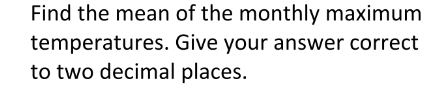 Find the mean of the monthly maximum
temperatures. Give your answer correct
to two decimal places.